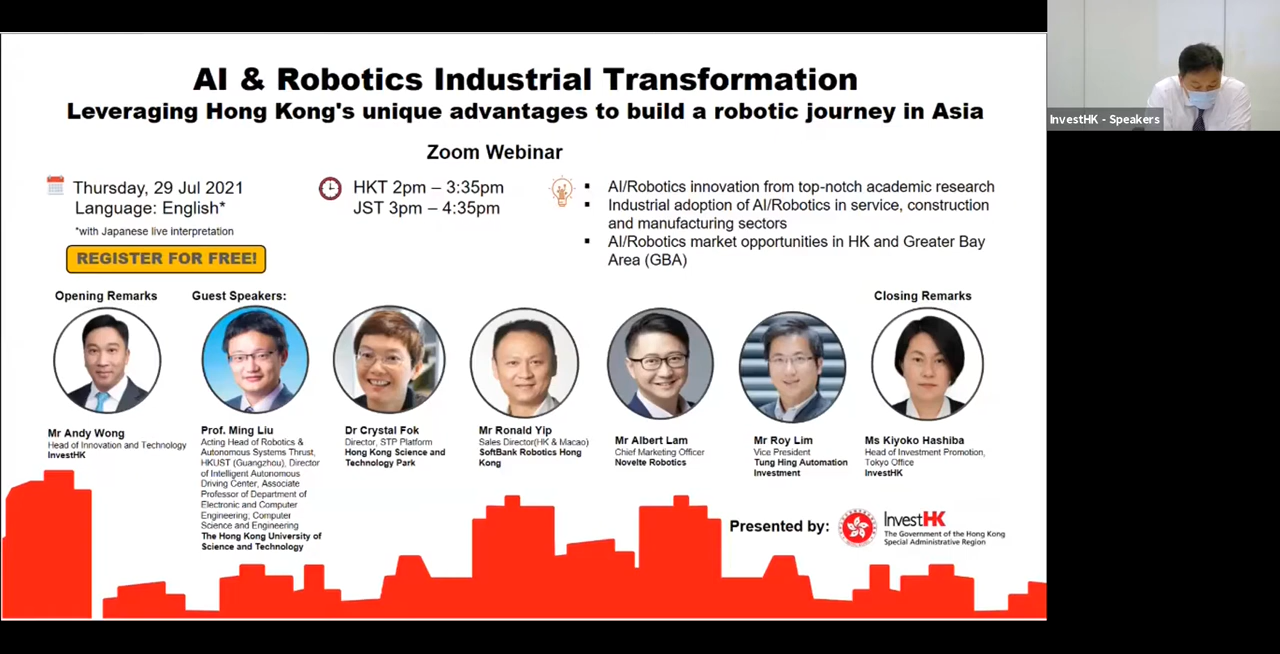 AI & Robotics Industrial Transformation
Leveraging Hong Kong's unique advantages to build a robotic journey in Asia
Zoom Webinar
Thursday, 29 Jul 2021
Language: English*
*with Japanese live interpretation
REGISTER FOR FREE!
HKT 2pm – 3:35pm
JST 3pm – 4:35pm
▪ AI/Robotics innovation from top-notch academic research
▪ Industrial adoption of AI/Robotics in service, construction
and manufacturing sectors
▪ AI/Robotics market opportunities in HK and Greater Bay
Area (GBA)
Opening Remarks
Guest Speakers:
Closing Remarks
Mr Andy Wong
Head of Innovation and Technology
InvestHK
Prof. Ming Liu
Acting Head of Robotics &
Autonomous Systems Thrust,
HKUST (Guangzhou), Director
of Intelligent Autonomous
Driving Center, Associate
Professor of Department of
Electronic and Computer
Engineering; Computer
Science and Engineering
The Hong Kong University of
Science and Technology
Dr Crystal Fok
Director, STP Platform
Hong Kong Science and
Technology Park
Mr Ronald Yip
Sales Director(HK & Macao)
SoftBank Robotics Hong
Kong
Mr Albert Lam
Chief Marketing Officer
Novelte Robotics
Mr Roy Lim
Vice President
Tung Hing Automation
Investment
Ms Kiyoko Hashiba
Head of Investment Promotion,
Tokyo Office
InvestHK
Presented by:
InvestHK
The Government of the Hong Kong
Special Administrative Region
InvestHK - Speakers